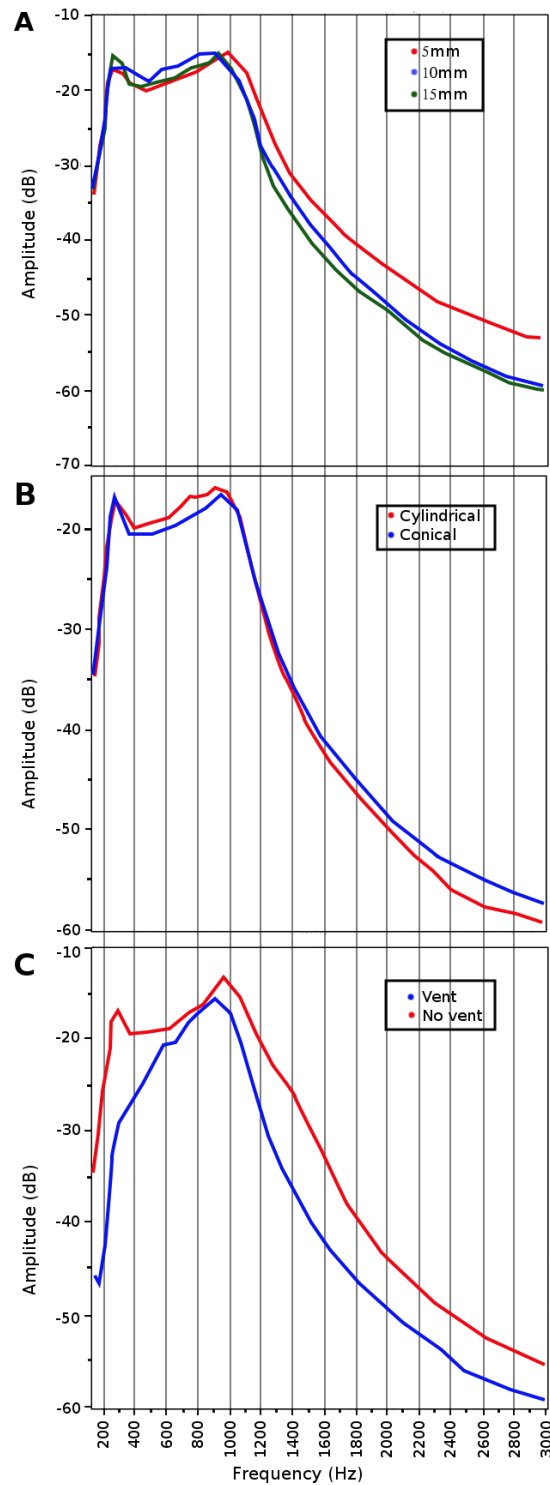 A
-10
-20
-30
-40
-50
-60
-70
Amplitude (dB)
5mm
10mm
15mm
B
-20
-30
-40
-50
-60
Amplitude (dB)
Cylindrical
Conical
C
-10
-20
-30
-40
-50
-60
Amplitude (dB)
Vent
No vent
200 400 600 800 1000 1200 1400 1600 1800 2000 2200 2400 2600 2800 3000
Frequency (Hz)